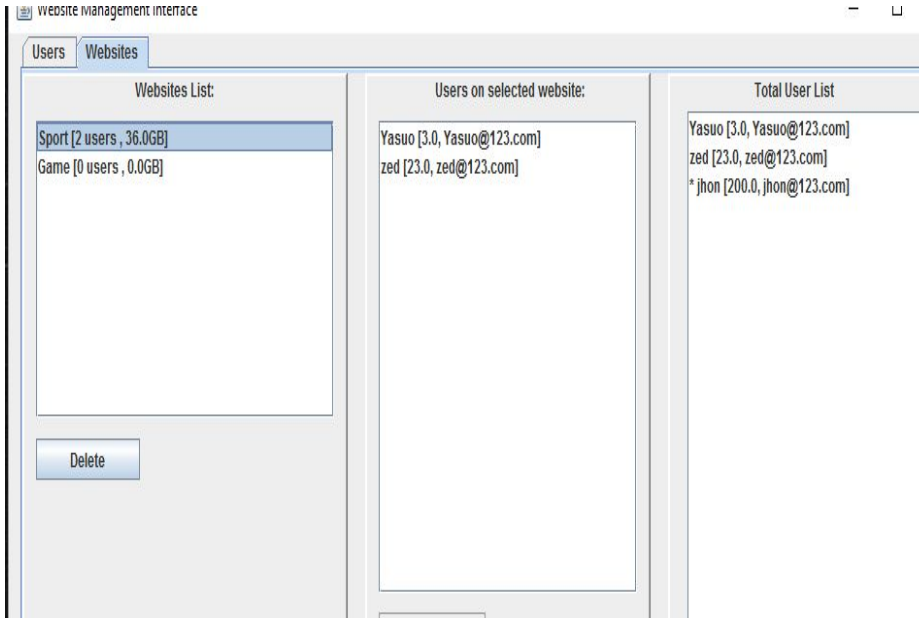 Website Management Interface
Users Websites
Websites List:
Sport [2 users , 36.0GB]
Game [0 users , 0.0GB]
Delete
Users on selected website:
Yasuo [3.0, Yasuo@123.com]
zed [23.0, zed@123.com]
Total User List
Yasuo [3.0, Yasuo@123.com]
zed [23.0, zed@123.com]
* jhon [200.0, jhon@123.com]